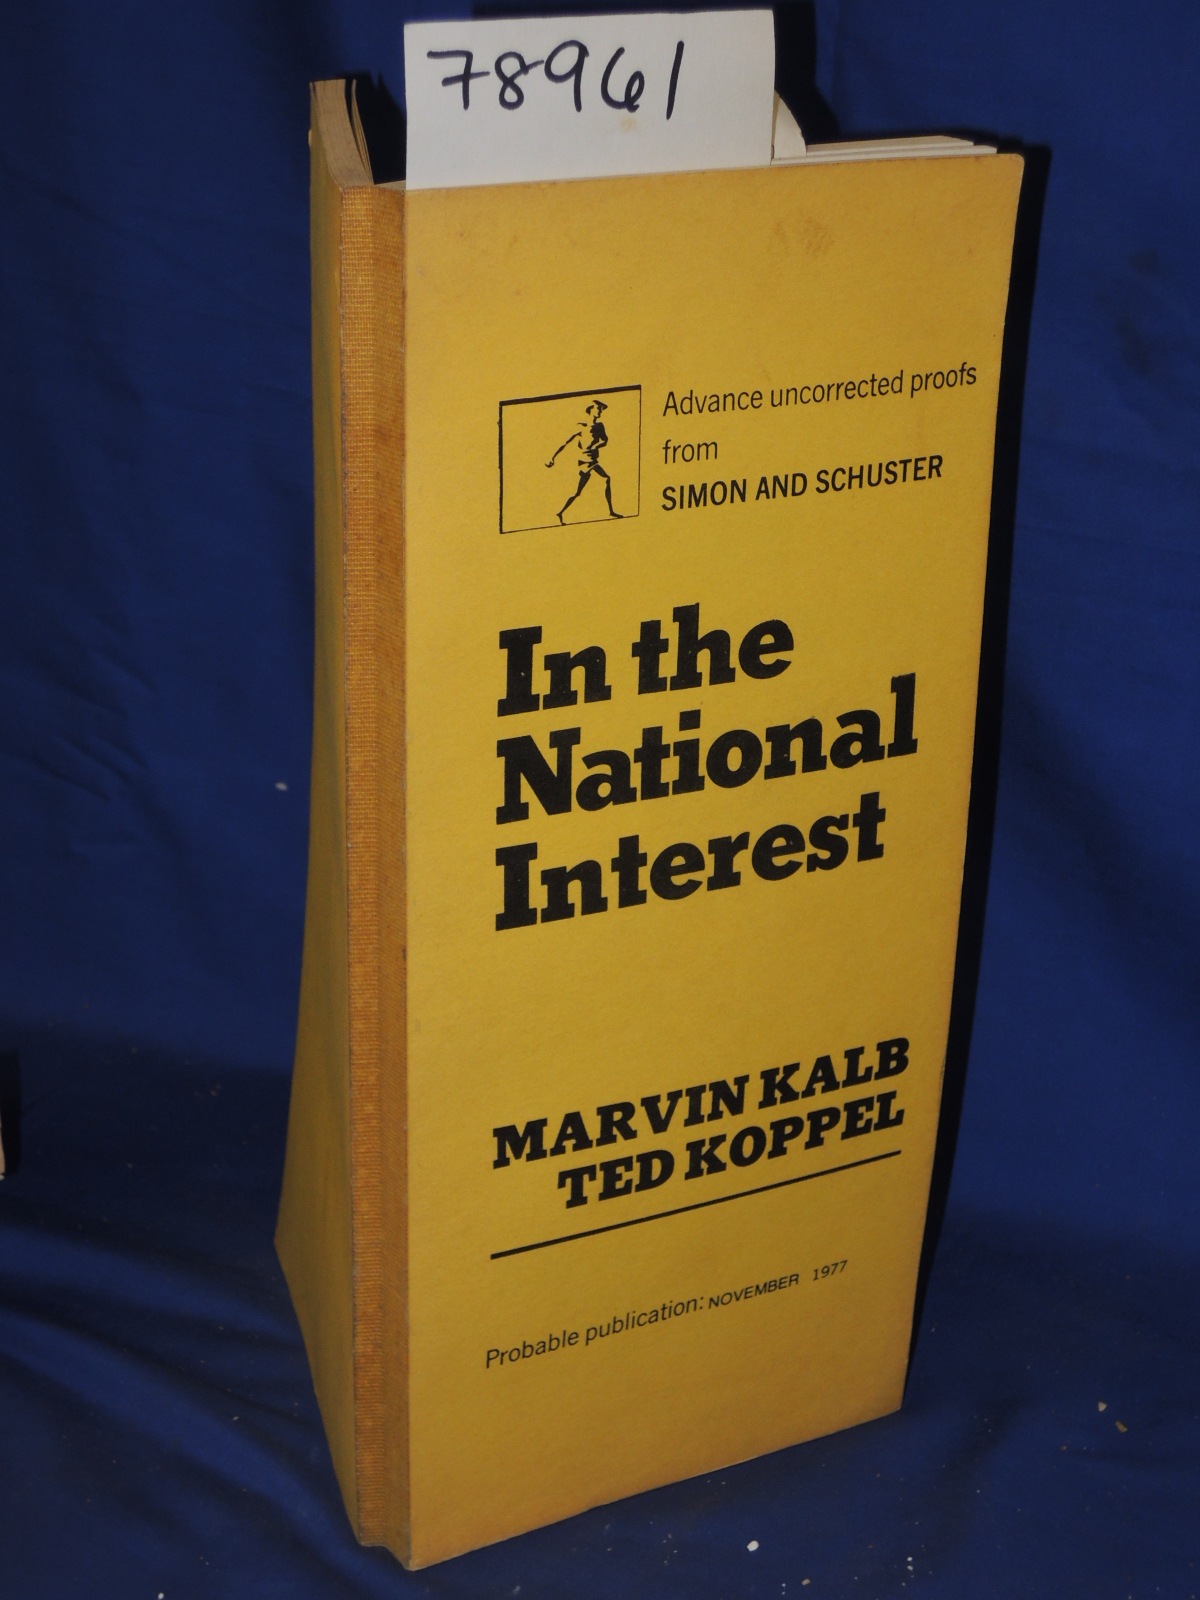 78961
Advance uncorrected proofs
from
SIMON AND SCHUSTER
In the
National
Interest
MARVIN KALB
TED KOPPEL
Probable publication: NOVEMBER 1977